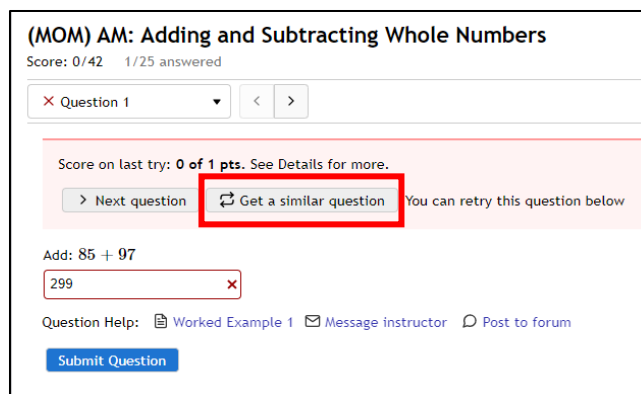 (MOM) AM: Adding and Subtracting Whole Numbers
Score: 0/42 1/25 answered
× Question 1
Score on last try: 0 of 1 pts. See Details for more.
> Next question Get a similar question You can retry this question below
Add: 85 + 97
299 ×
Question Help: Worked Example 1 Message instructor Post to forum
Submit Question